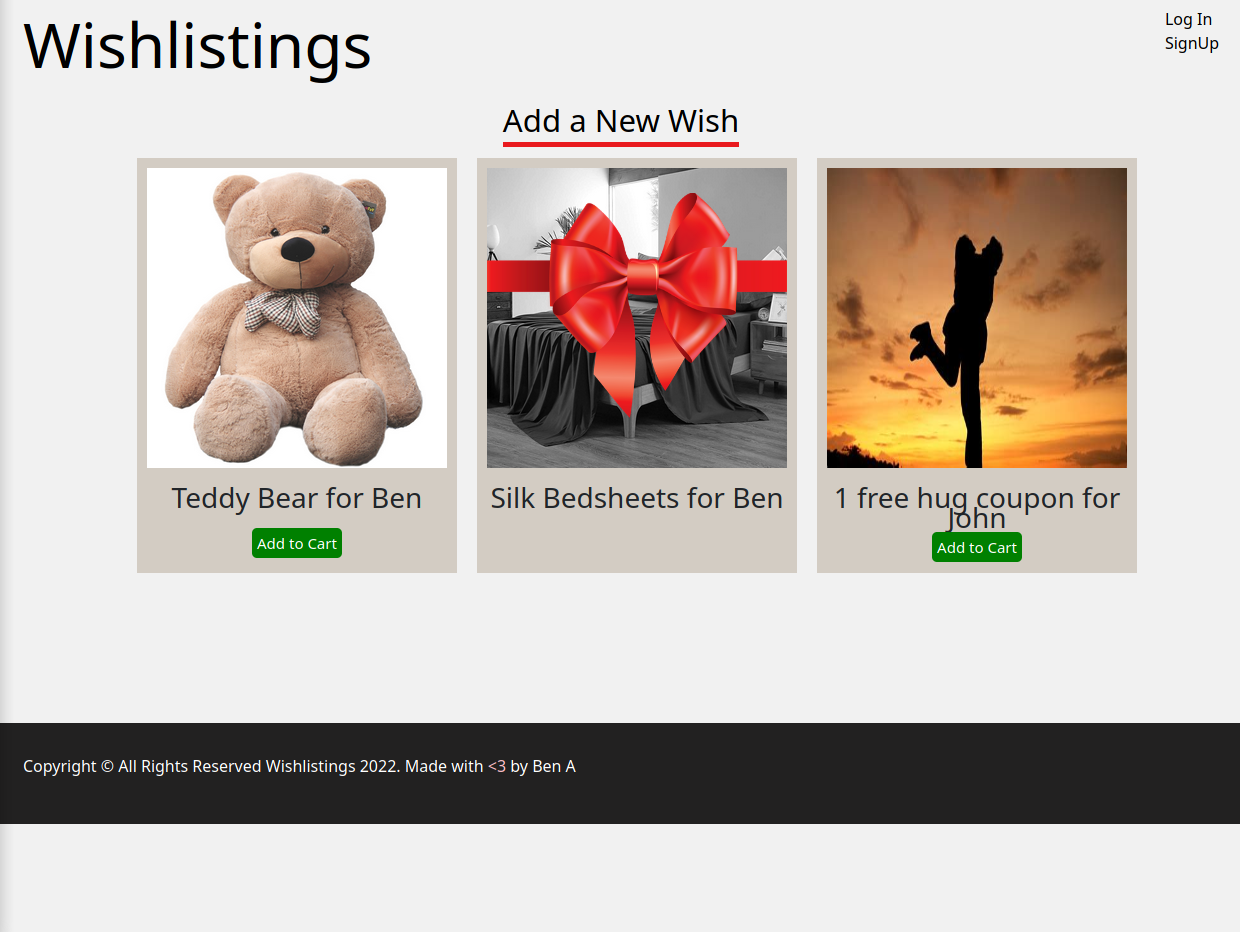 Wishlistings
Log In
SignUp
Add a New Wish
Teddy Bear for Ben
Add to Cart
Silk Bedsheets for Ben
1 free hug coupon for
John
Add to Cart
Copyright © All Rights Reserved Wishlistings 2022. Made with <3 by Ben A